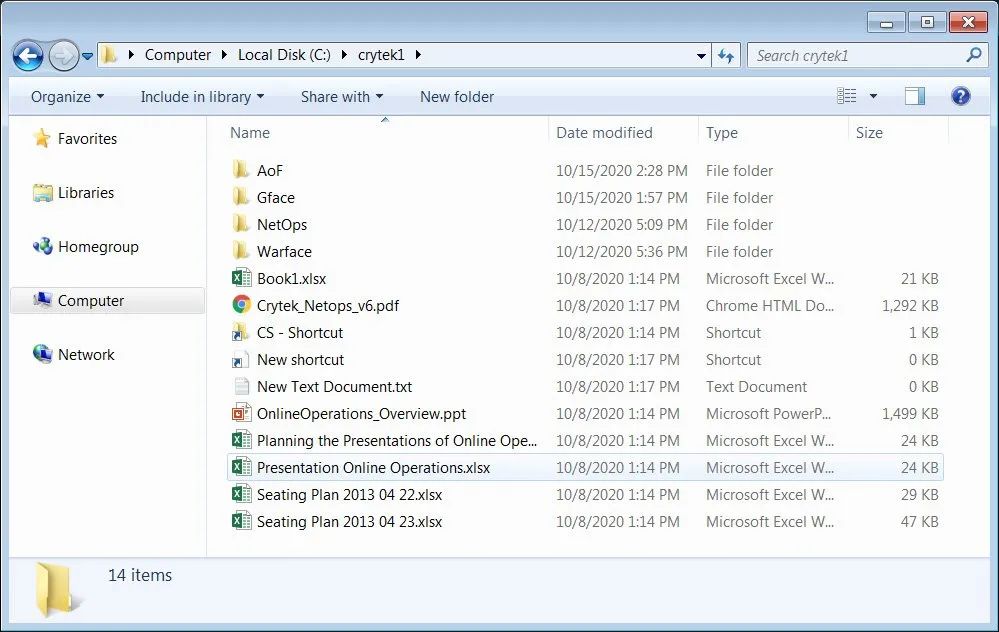 Computer Local Disk (C:) crytek1
Search crytek1
Organize Include in library Share with New folder
Name Date modified Type Size
Favorites
Libraries
Homegroup
Computer
Network
AoF 10/15/2020 2:28 PM File folder
Gface 10/15/2020 1:57 PM File folder
NetOps 10/12/2020 5:09 PM File folder
Warface 10/12/2020 5:36 PM File folder
Book1.xlsx 10/8/2020 1:14 PM Microsoft Excel W... 21 KB
Crytek_Netops_v6.pdf 10/8/2020 1:17 PM Chrome HTML Do... 1,292 KB
CS - Shortcut 10/8/2020 1:14 PM Shortcut 1 KB
New shortcut 10/8/2020 1:17 PM Shortcut 0 KB
New Text Document.txt 10/8/2020 1:17 PM Text Document 0 KB
OnlineOperations_Overview.ppt 10/8/2020 1:14 PM Microsoft PowerP... 1,499 KB
Planning the Presentations of Online Ope... 10/8/2020 1:14 PM Microsoft Excel W... 24 KB
Presentation Online Operations.xlsx 10/8/2020 1:14 PM Microsoft Excel W... 24 KB
Seating Plan 2013 04 22.xlsx 10/8/2020 1:14 PM Microsoft Excel W... 29 KB
Seating Plan 2013 04 23.xlsx 10/8/2020 1:14 PM Microsoft Excel W... 47 KB
14 items